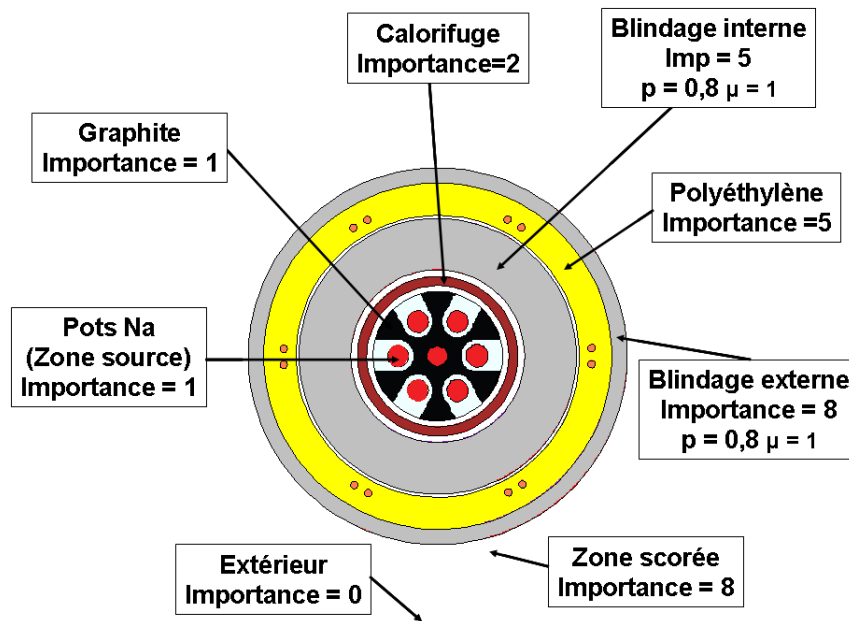 Calorifuge
Importance=2
Blindage interne
Imp = 5
p = 0,8 μ = 1
Graphite
Importance = 1
Polyéthylène
Importance =5
Pots Na
(Zone source)
Importance = 1
Blindage externe
Importance = 8
p = 0,8 μ = 1
Extérieur
Importance = 0
Zone scorée
Importance = 8